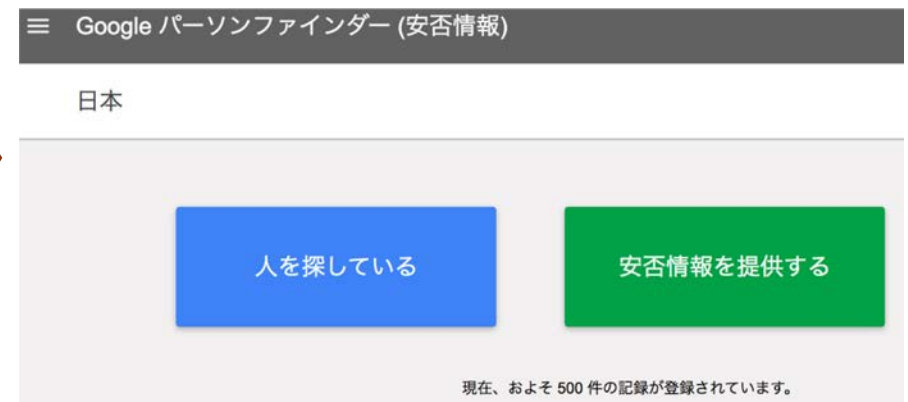 Google パーソンファインダー (安否情報)
日本
人を探している
安否情報を提供する
現在、およそ 500 件の記録が登録されています。